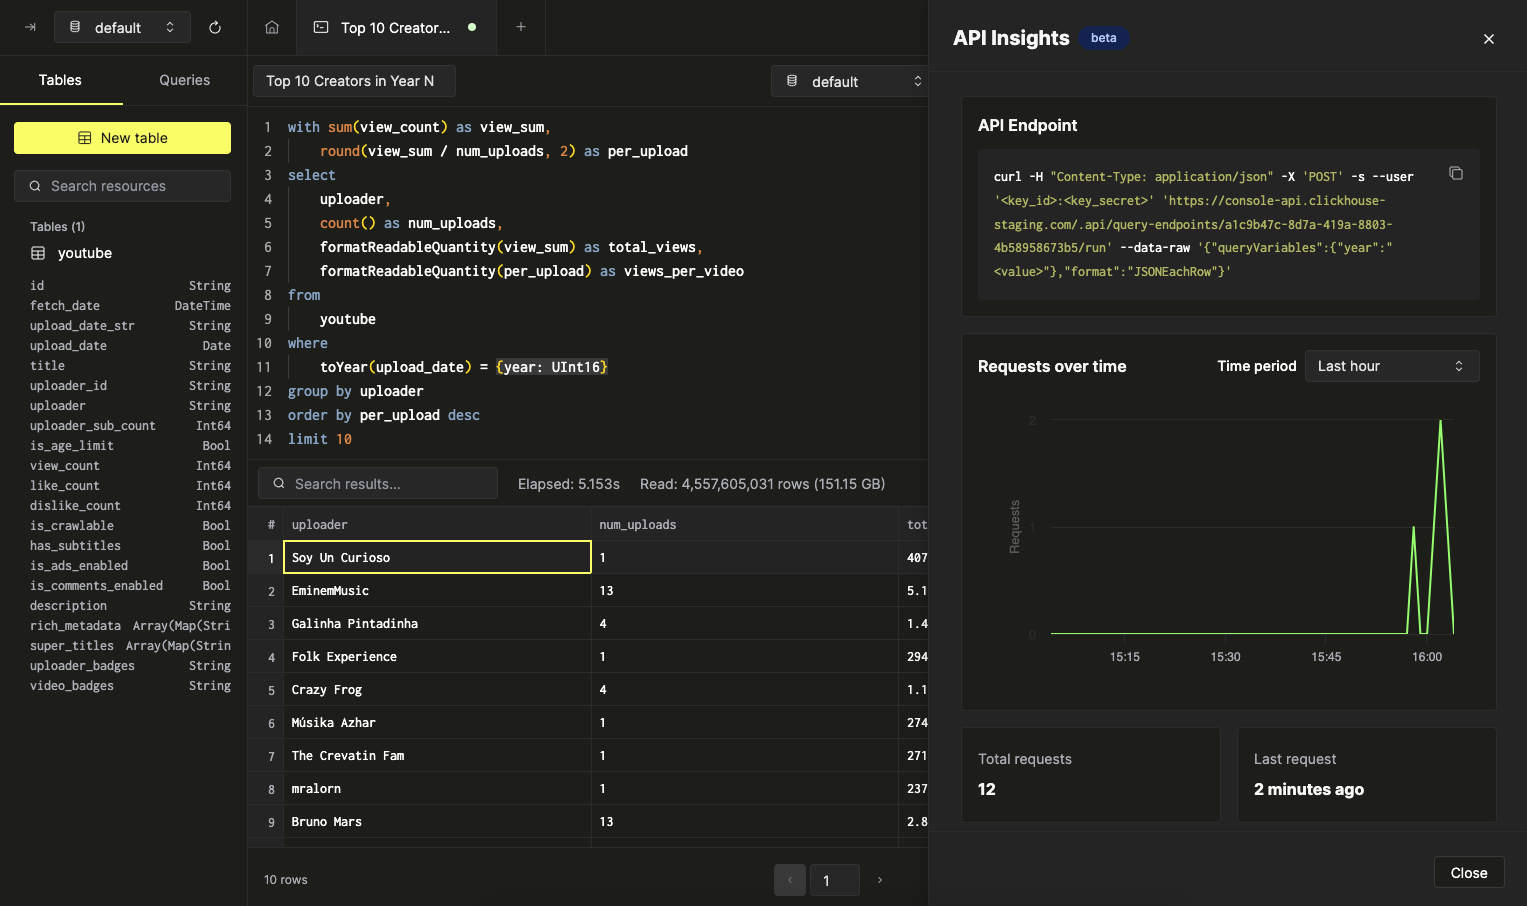 default
Tables
Queries
New table
Search resources
Tables (1)
youtube
id String
fetch_date DateTime
upload_date_str String
upload_date Date
title String
uploader_id String
uploader String
uploader_sub_count Int64
is_age_limit Bool
view_count Int64
like_count Int64
dislike_count Int64
is_crawlable Bool
has_subtitles Bool
is_ads_enabled Bool
is_comments_enabled Bool
description String
rich_metadata Array(Map(Stri
super_titles Array(Map(Strin
uploader_badges String
video_badges String
Top 10 Creator...
Top 10 Creators in Year N
default
1 with sum(view_count) as view_sum,
2 round(view_sum / num_uploads, 2) as per_upload
3 select
4 uploader,
5 count() as num_uploads,
6 formatReadableQuantity(view_sum) as total_views,
7 formatReadableQuantity(per_upload) as views_per_video
8 from
9 youtube
10 where
11 toYear(upload_date) = {year: UInt16}
12 group by uploader
13 order by per_upload desc
14 limit 10
Search results...
Elapsed: 5.153s
Read: 4,557,605,031 rows (151.15 GB)
# uploader num_uploads tot
1 Soy Un Curioso 1 407
2 EminemMusic 13 5.1
3 Galinha Pintadinha 4 1.4
4 Folk Experience 1 294
5 Crazy Frog 4 1.1
6 Músika Azhar 1 274
7 The Crevatin Fam 1 271
8 mralorn 1 237
9 Bruno Mars 13 2.8
10 rows
1
API Insights beta
API Endpoint
curl -H "Content-Type: application/json" -X 'POST' -s --user
'<key_id>:<key_secret>' 'https://console-api.clickhouse-
staging.com/.api/query-endpoints/a1c9b47c-8d7a-419a-8803-
4b58958673b5/run' --data-raw '{"queryVariables":{"year":"
<value>"},"format":"JSONEachRow"}'
Requests over time
Time period
Last hour
2
1
0
Requests
15:15 15:30 15:45 16:00
Total requests
12
Last request
2 minutes ago
Close